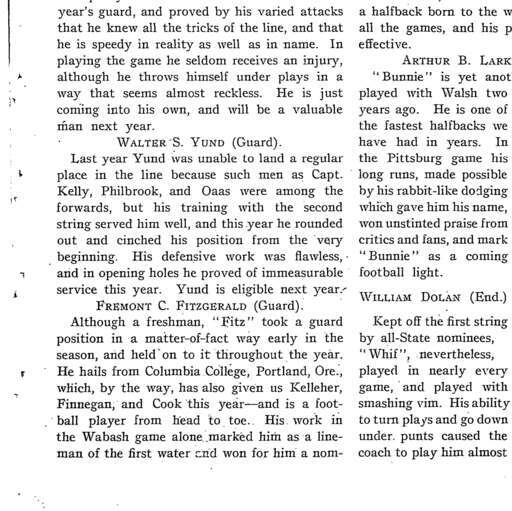 year's guard, and proved by his varied attacks
that he knew all the tricks of the line, and that
he is speedy in reality as well as in name. In
playing the game he seldom receives an injury,
although he throws himself under plays in a
way that seems almost reckless. He is just
coming into his own, and will be a valuable
man next year.
WALTER S. YUND (Guard).
Last year Yund was unable to land a regular
place in the line because such men as Capt.
Kelly, Philbrook, and Oaas were among the
forwards, but his training with the second
string served him well, and this year he rounded
out and cinched his position from the very
beginning. His defensive work was flawless,
and in opening holes he proved of immeasurable
service this year. Yund is eligible next year.
FREMONT C. FITZGERALD (Guard).
Although a freshman, "Fitz" took a guard
position in a matter-of-fact way early in the
season, and held on to it throughout the year.
He hails from Columbia College, Portland, Ore.,
which, by the way, has also given us Kelleher,
Finnegan, and Cook this year—and is a foot-
ball player from head to toe. His work in
the Wabash game alone marked him as a line-
man of the first water and won for him a nom-
a halfback born to the w
all the games, and his p
effective.
ARTHUR B. LARK
"Bunnie" is yet anot
played with Walsh two
years ago. He is one of
the fastest halfbacks we
have had in years. In
the Pittsburg game his
long runs, made possible
by his rabbit-like dodging
which gave him his name,
won unstinted praise from
critics and fans, and mark
"Bunnie" as a coming
football light.
WILLIAM DOLAN (End.)
Kept off the first string
by all-State nominees,
"Whif", nevertheless,
played in nearly every
game, and played with
smashing vim. His ability
to turn plays and go down
under punts caused the
coach to play him almost